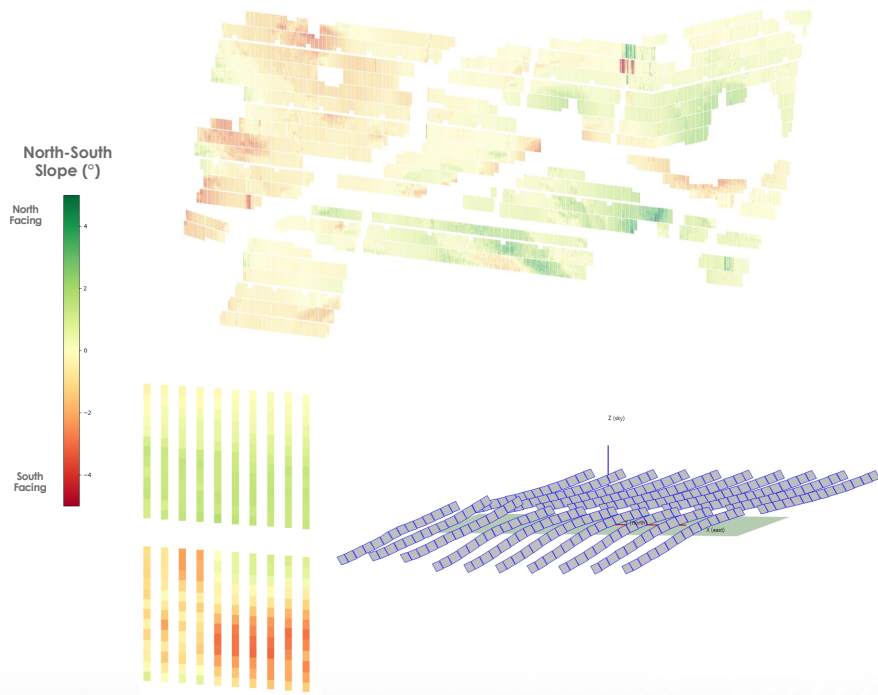 North-South
Slope (°)
North
Facing
4
2
0
−2
−4
South
Facing
Z (sky)
X (east)